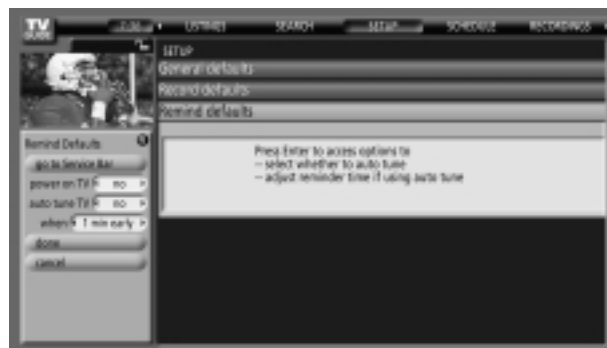 TV GUIDE
LISTINGS SEARCH SETUP SCHEDULE RECORDINGS
SETUP
General defaults
Record defaults
Remind defaults
Press Enter to access options to
– select whether to auto tune
– adjust reminder time if using auto tune
Remind Defaults
go to Service Bar
power on TV no
auto tune TV no
when 1 min early
done
cancel